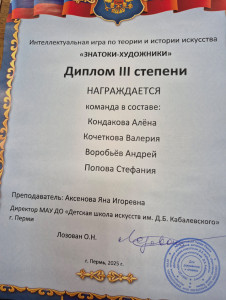 Интеллектуальная игра по теории и истории искусства
«ЗНАТОКИ-ХУДОЖНИКИ»
Диплом III степени
НАГРАЖДАЕТСЯ
команда в составе:
Кондакова Алёна
Кочеткова Валерия
Воробьёв Андрей
Попова Стефания
Преподаватель: Аксенова Яна Игоревна
Директор МАУ ДО «Детская школа искусств им. Д.Б. Кабалевского»
г. Перми
Лозован О.Н.
г. Пермь, 2025 г.